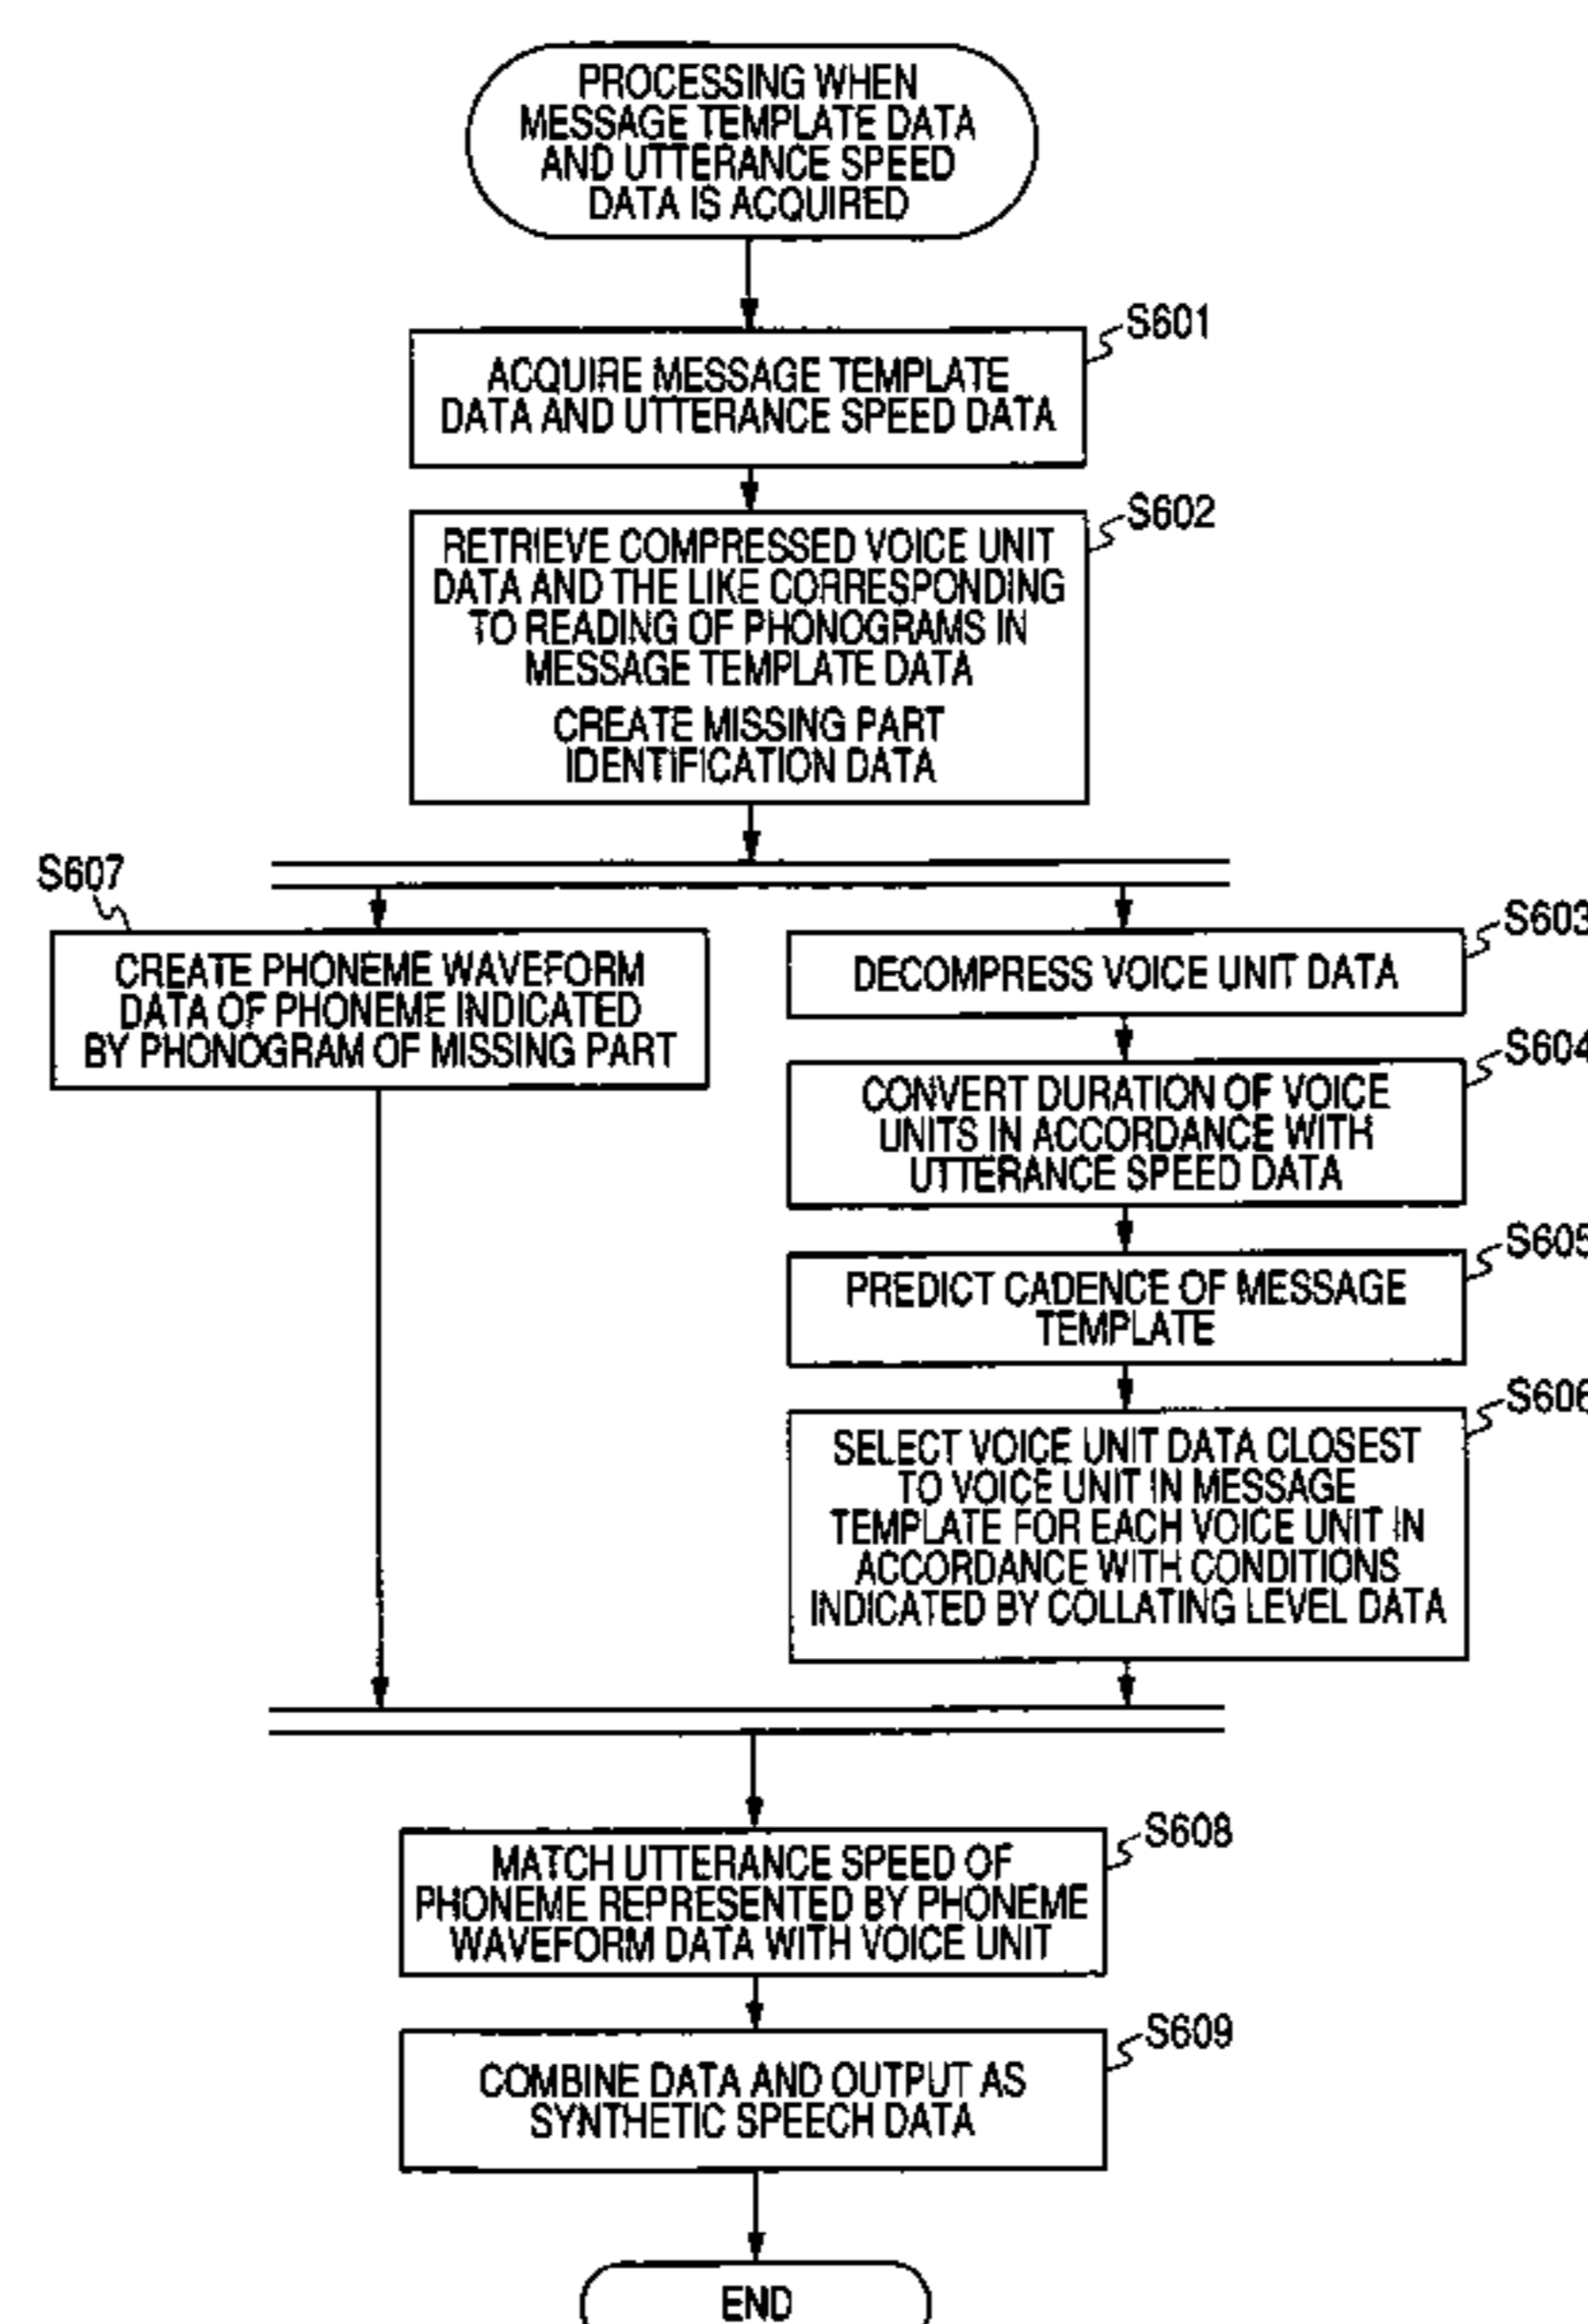 PROCESSING WHEN
MESSAGE TEMPLATE DATA
AND UTTERANCE SPEED
DATA IS ACQUIRED
S601
ACQUIRE MESSAGE TEMPLATE
DATA AND UTTERANCE SPEED DATA
S602
RETRIEVE COMPRESSED VOICE UNIT
DATA AND THE LIKE CORRESPONDING
TO READING OF PHONOGRAMS IN
MESSAGE TEMPLATE DATA
CREATE MISSING PART
IDENTIFICATION DATA
S607
CREATE PHONEME WAVEFORM
DATA OF PHONEME INDICATED
BY PHONOGRAM OF MISSING PART
S603
DECOMPRESS VOICE UNIT DATA
S604
CONVERT DURATION OF VOICE
UNITS IN ACCORDANCE WITH
UTTERANCE SPEED DATA
S605
PREDICT CADENCE OF MESSAGE
TEMPLATE
S606
SELECT VOICE UNIT DATA CLOSEST
TO VOICE UNIT IN MESSAGE
TEMPLATE FOR EACH VOICE UNIT IN
ACCORDANCE WITH CONDITIONS
INDICATED BY COLLATING LEVEL DATA
S608
MATCH UTTERANCE SPEED OF
PHONEME REPRESENTED BY PHONEME
WAVEFORM DATA WITH VOICE UNIT
S609
COMBINE DATA AND OUTPUT AS
SYNTHETIC SPEECH DATA
END